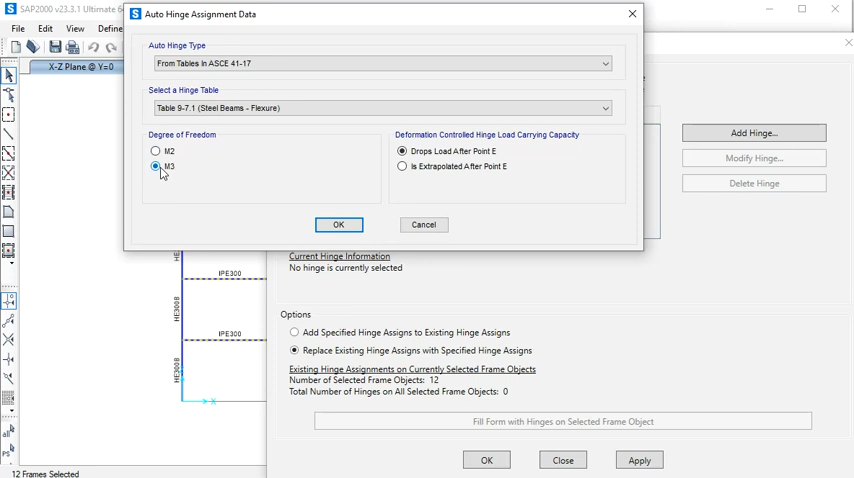 SAP2000 v23.3.1 Ultimate 64
File Edit View Define
X-Z Plane @ Y=0
Auto Hinge Assignment Data
Auto Hinge Type
From Tables In ASCE 41-17
Select a Hinge Table
Table 9-7.1 (Steel Beams - Flexure)
Degree of Freedom
M2
M3
Deformation Controlled Hinge Load Carrying Capacity
Drops Load After Point E
Is Extrapolated After Point E
OK Cancel
Add Hinge...
Modify Hinge...
Delete Hinge
Current Hinge Information
No hinge is currently selected
Options
Add Specified Hinge Assigns to Existing Hinge Assigns
Replace Existing Hinge Assigns with Specified Hinge Assigns
Existing Hinge Assignments on Currently Selected Frame Objects
Number of Selected Frame Objects: 12
Total Number of Hinges on All Selected Frame Objects: 0
Fill Form with Hinges on Selected Frame Object
OK Close Apply
HE
IPE300
HE300B
IPE300
HE300B
X
all
PS
12 Frames Selected